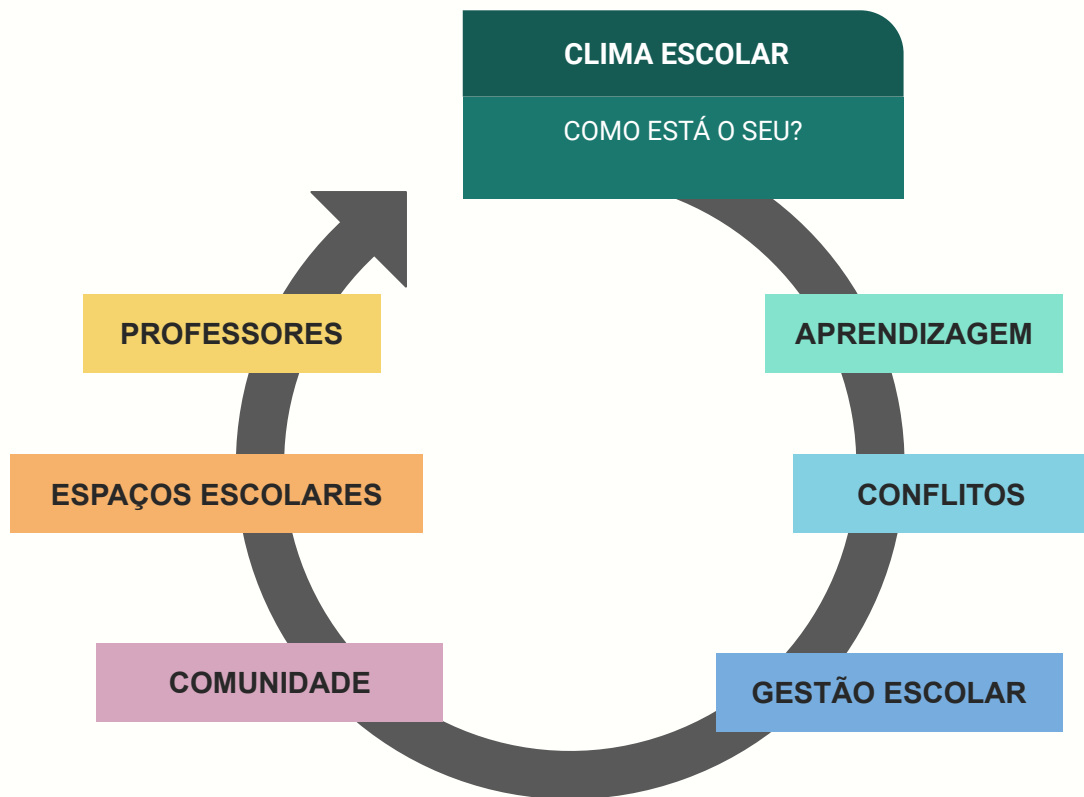 CLIMA ESCOLAR
COMO ESTÁ O SEU?
PROFESSORES
APRENDIZAGEM
ESPAÇOS ESCOLARES
CONFLITOS
COMUNIDADE
GESTÃO ESCOLAR